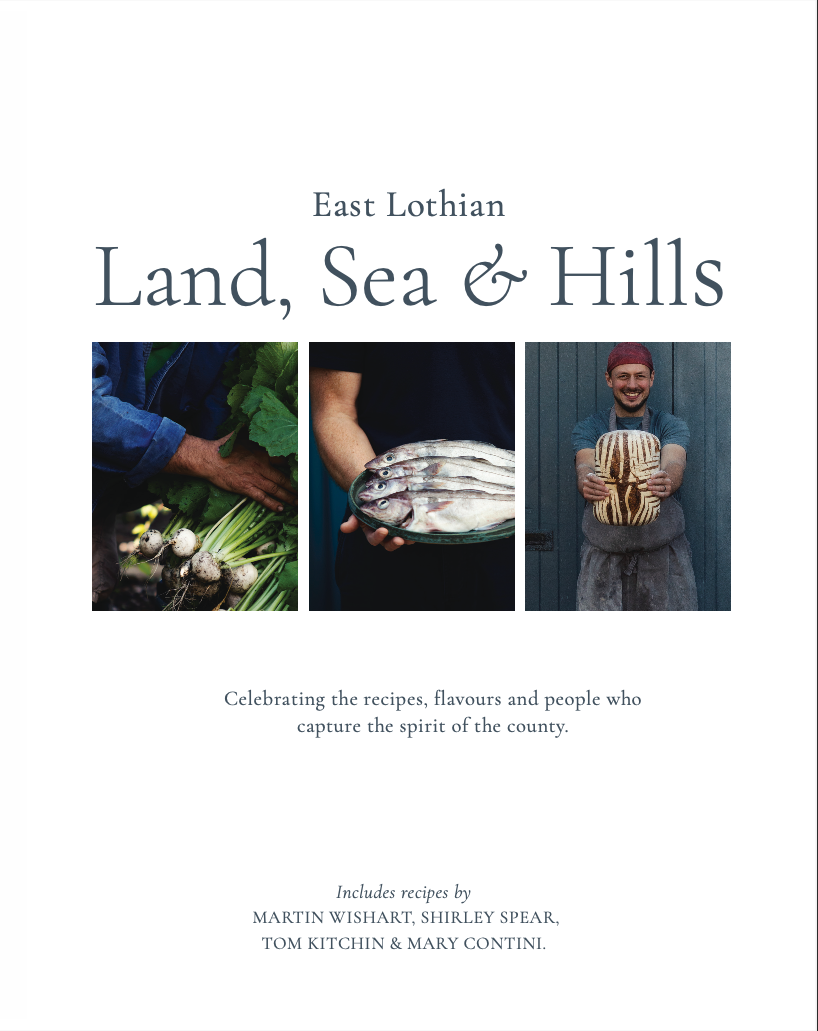 East Lothian
Land, Sea & Hills
Celebrating the recipes, flavours and people who
capture the spirit of the county.
Includes recipes by
MARTIN WISHART, SHIRLEY SPEAR,
TOM KITCHIN & MARY CONTINI.